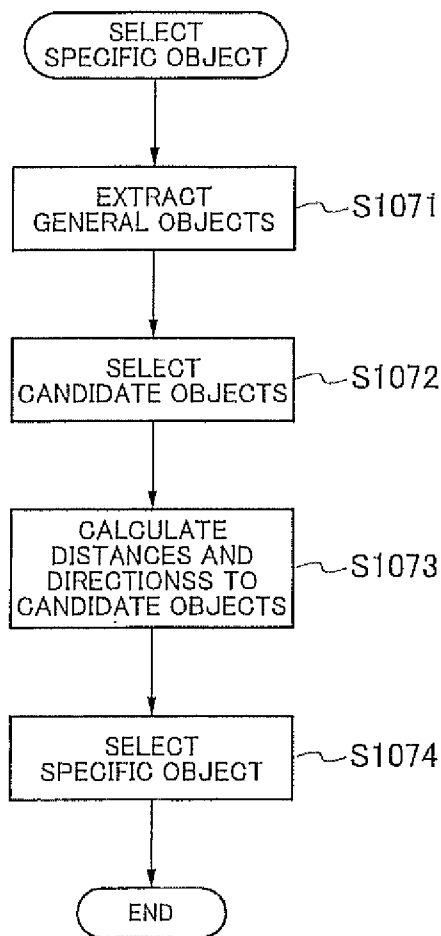 SELECT
SPECIFIC OBJECT
EXTRACT
GENERAL OBJECTS
S1071
SELECT
CANDIDATE OBJECTS
S1072
CALCULATE
DISTANCES AND
DIRECTIONSS TO
CANDIDATE OBJECTS
S1073
SELECT
SPECIFIC OBJECT
S1074
END